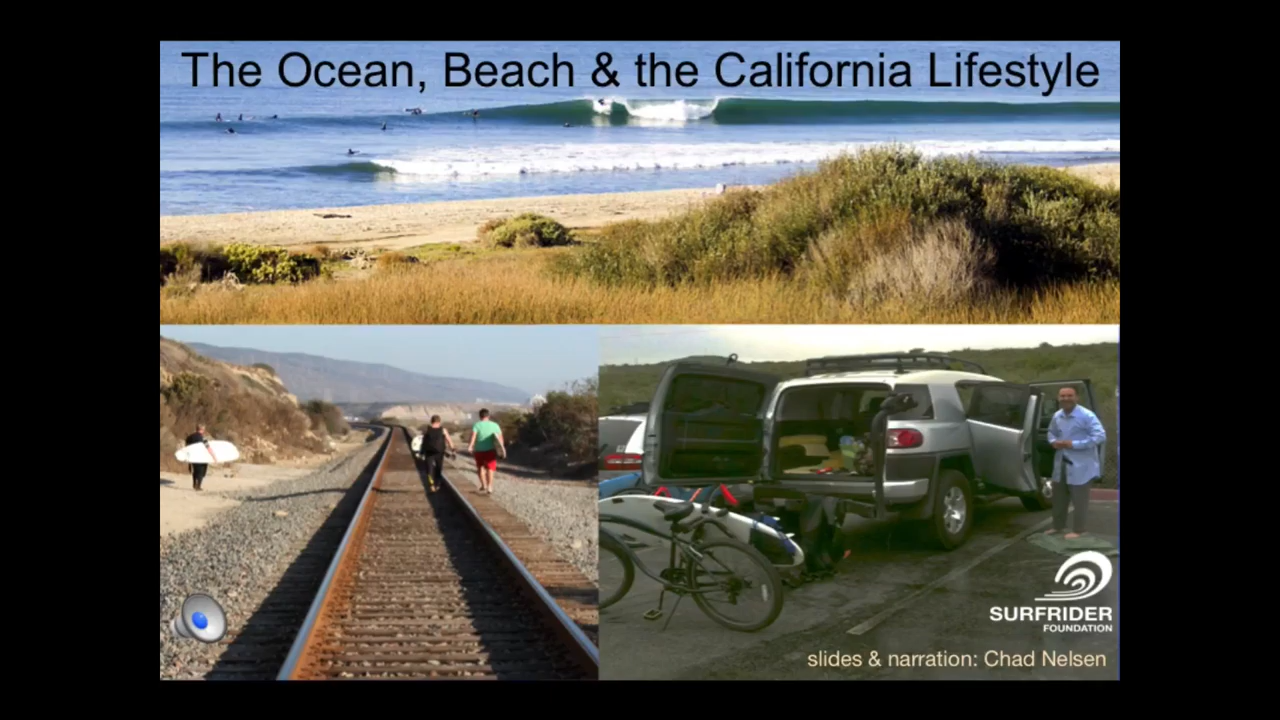 The Ocean, Beach & the California Lifestyle
SURFRIDER
FOUNDATION
slides & narration: Chad Nelsen